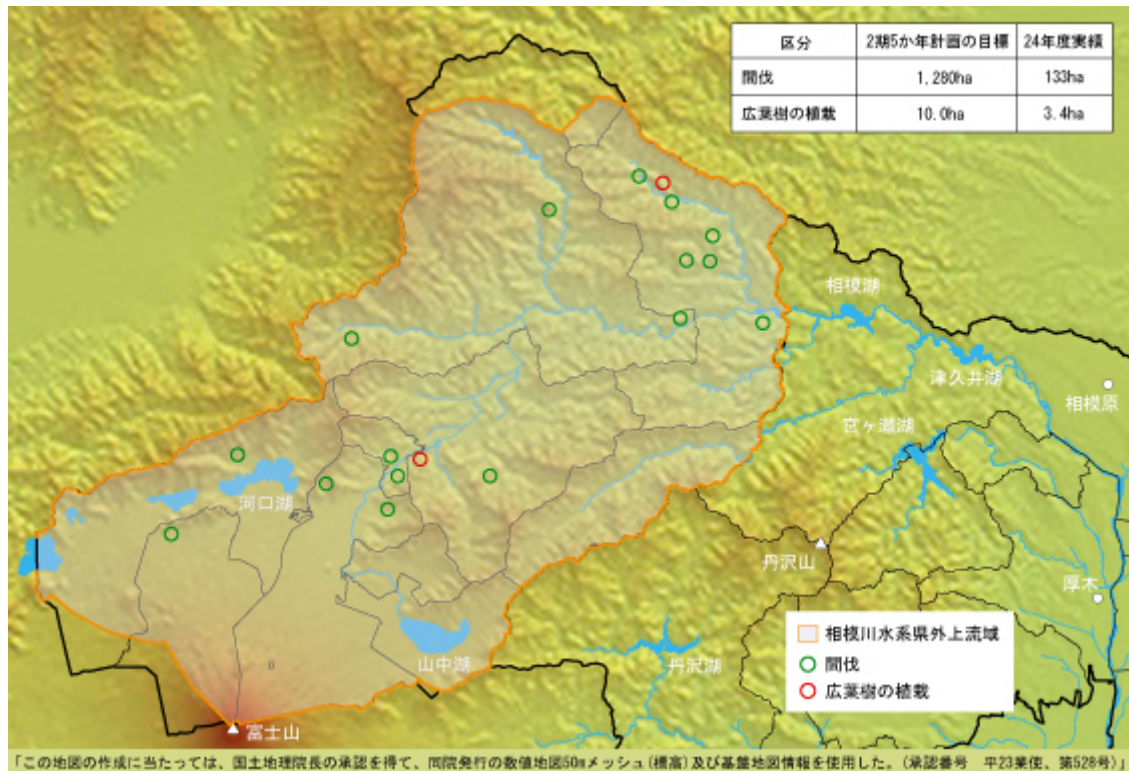 区分 2期5か年計画の目標 24年度実績
間伐 1,280ha 133ha
広葉樹の植栽 10.0ha 3.4ha
相模湖
津久井湖
相模原
宮ヶ瀬湖
河口湖
丹沢山
厚木
相模川水系県外上流域
間伐
広葉樹の植栽
山中湖
丹沢湖
富士山
「この地図の作成に当たっては、国土地理院長の承認を得て、同院発行の数値地図50mメッシュ(標高)及び基盤地図情報を使用した。(承認番号 平23業使、第528号)」